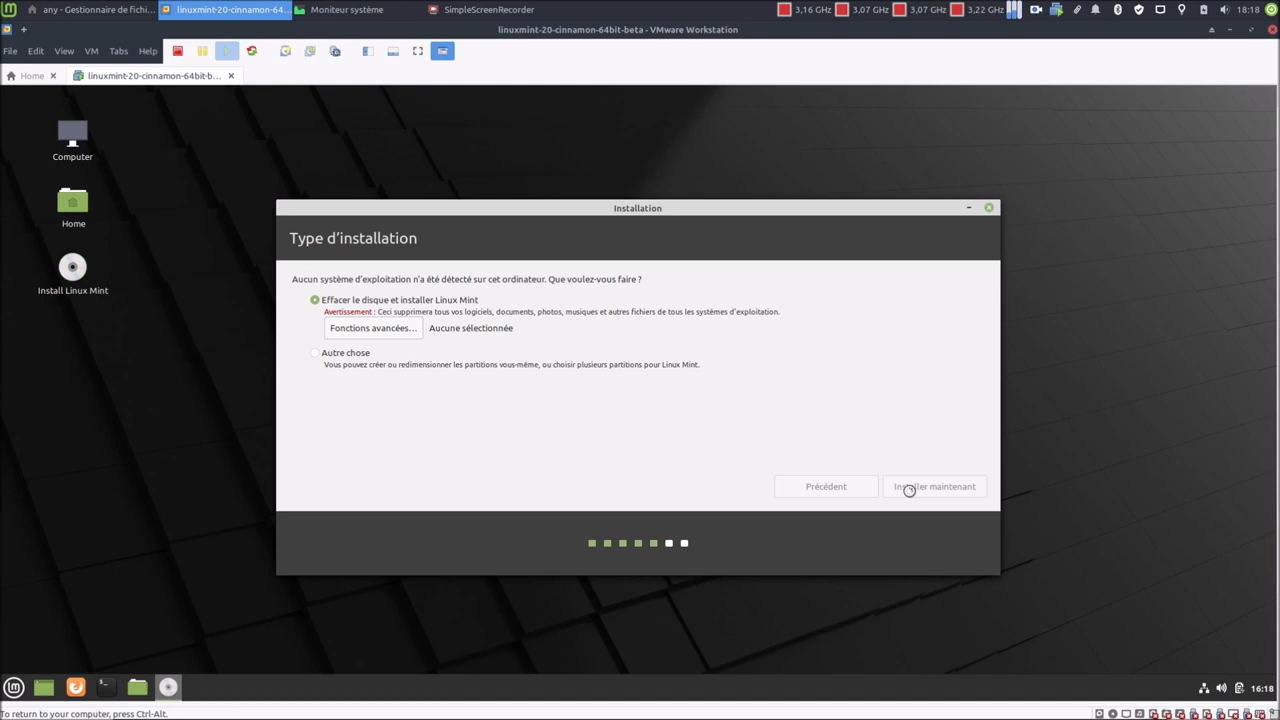 any - Gestionnaire de fichi...
linuxmint-20-cinnamon-64...
Moniteur système
SimpleScreenRecorder
3,16 GHz
3,07 GHz
3,07 GHz
3,22 GHz
18:18
linuxmint-20-cinnamon-64bit-beta - VMware Workstation
File Edit View VM Tabs Help
Home
linuxmint-20-cinnamon-64bit-b...
Computer
Home
Install Linux Mint
Installation
Type d'installation
Aucun système d'exploitation n'a été détecté sur cet ordinateur. Que voulez-vous faire ?
Effacer le disque et installer Linux Mint
Avertissement : Ceci supprimera tous vos logiciels, documents, photos, musiques et autres fichiers de tous les systèmes d'exploitation.
Fonctions avancées... Aucune sélectionnée
Autre chose
Vous pouvez créer ou redimensionner les partitions vous-même, ou choisir plusieurs partitions pour Linux Mint.
Précédent
Installer maintenant
16:18
To return to your computer, press Ctrl-Alt.